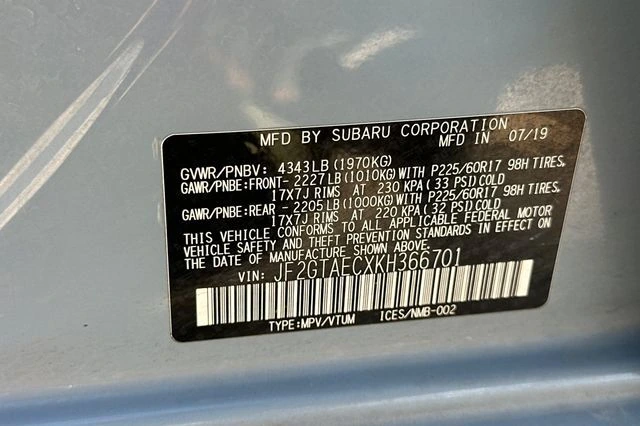 MFD BY SUBARU CORPORATION
MFD IN 07/19
GVWR/PNBV: 4343LB (1970KG)
GAWR/PNBE:FRONT- 2227LB (1010KG) WITH P225/60R17 98H TIRES,
17X7J RIMS AT 230 KPA ( 33 PSI) COLD
GAWR/PNBE:REAR - 2205LB (1000KG) WITH P225/60R17 98H TIRES,
17X7J RIMS AT 220 KPA ( 32 PSI) COLD
THIS VEHICLE CONFORMS TO ALL APPLICABLE FEDERAL MOTOR
VEHICLE SAFETY AND THEFT PREVENTION STANDARDS IN EFFECT ON
THE DATE OF MANUFACTURE SHOWN ABOVE.
VIN: JF2GTAECXKH366701
TYPE:MPV/VTUM ICES/NMB-002